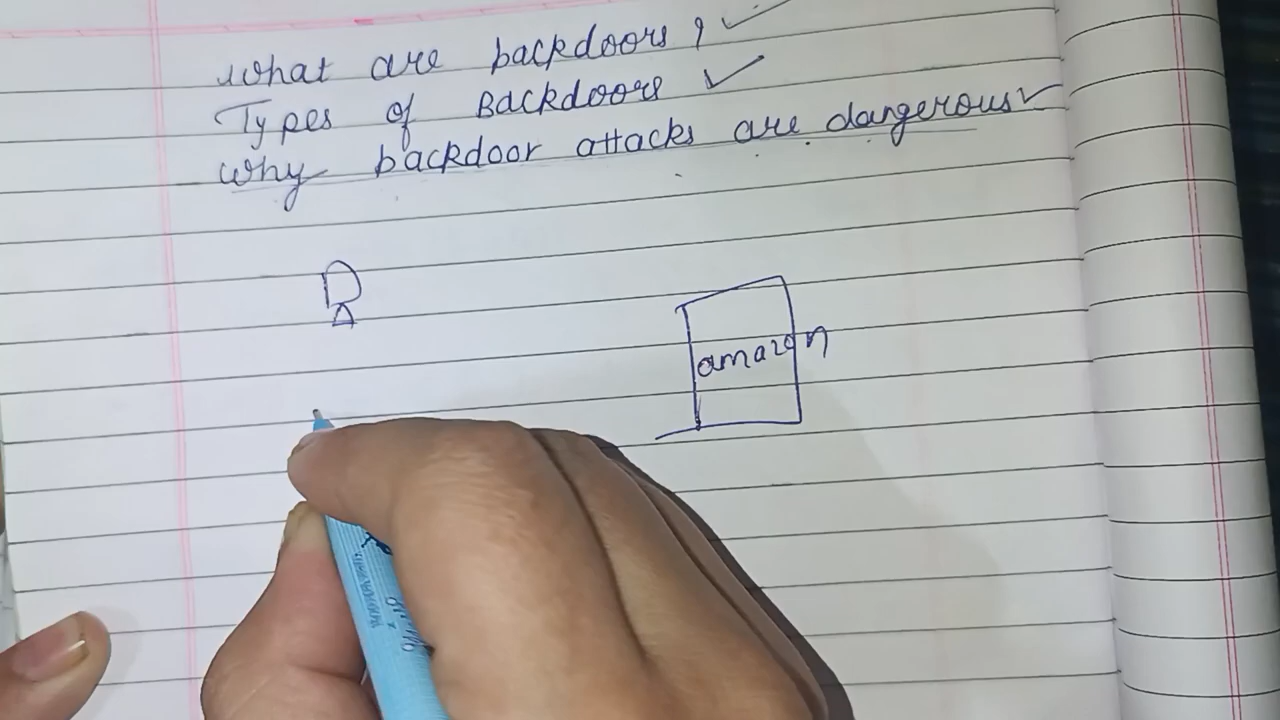 what are backdoors ?
Types of Backdoors
why backdoor attacks are dangerous
amazon